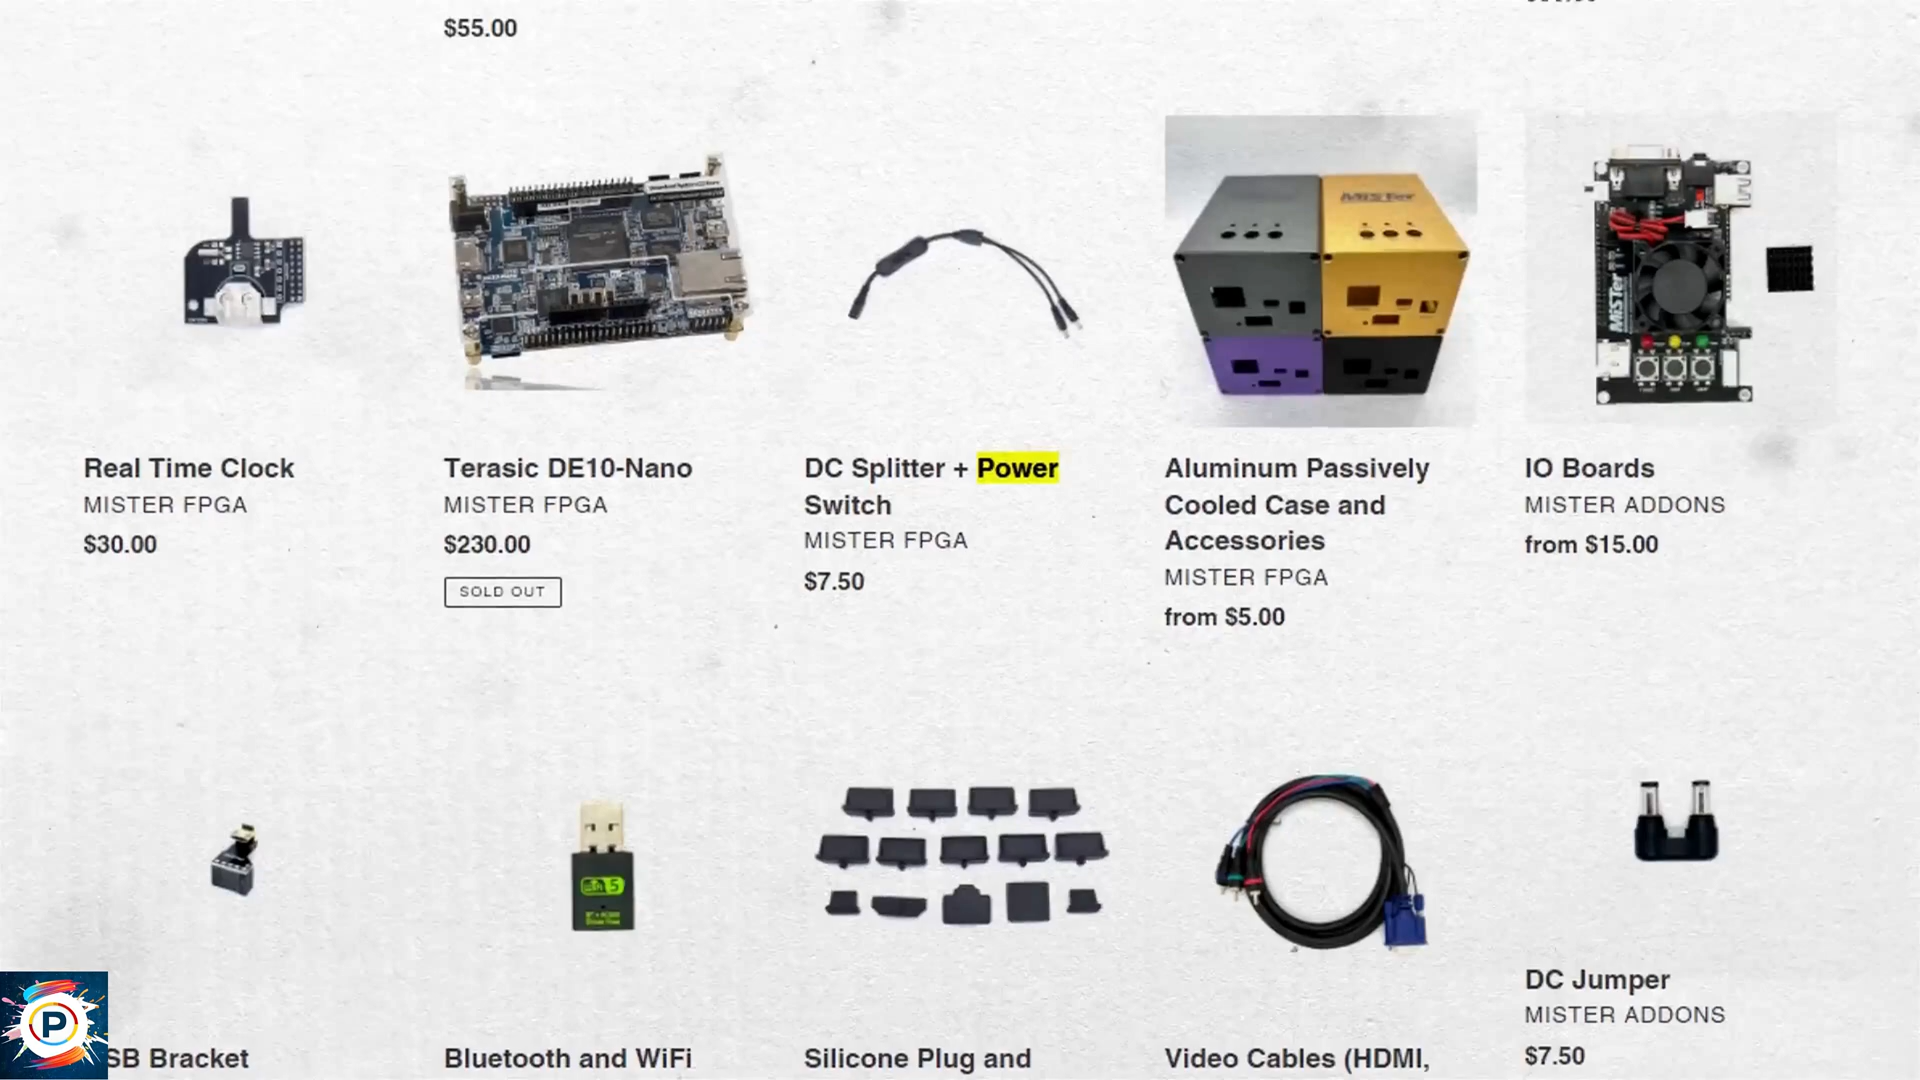 $55.00
MiSTer
MiSTer
Real Time Clock
MISTER FPGA
$30.00
Terasic DE10-Nano
MISTER FPGA
$230.00
SOLD OUT
DC Splitter + Power
Switch
MISTER FPGA
$7.50
Aluminum Passively
Cooled Case and
Accessories
MISTER FPGA
from $5.00
IO Boards
MISTER ADDONS
from $15.00
5
DC Jumper
MISTER ADDONS
$7.50
SB Bracket
Bluetooth and WiFi
Silicone Plug and
Video Cables (HDMI,
P